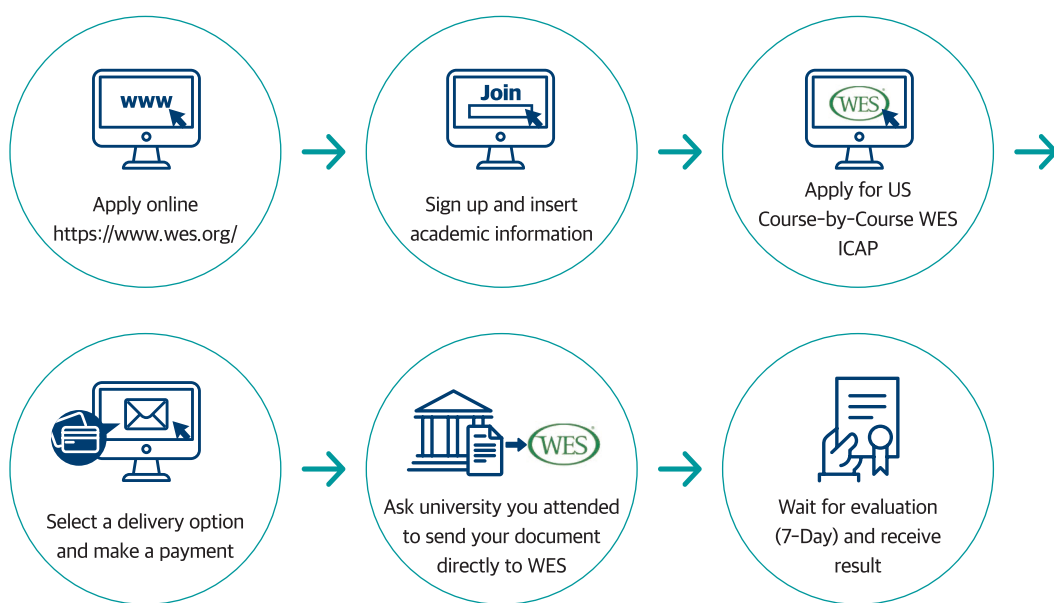 www
Apply online
https://www.wes.org/
Join
Sign up and insert
academic information
WES
Apply for US
Course-by-Course WES
ICAP
Select a delivery option
and make a payment
WES
Ask university you attended
to send your document
directly to WES
Wait for evaluation
(7-Day) and receive
result